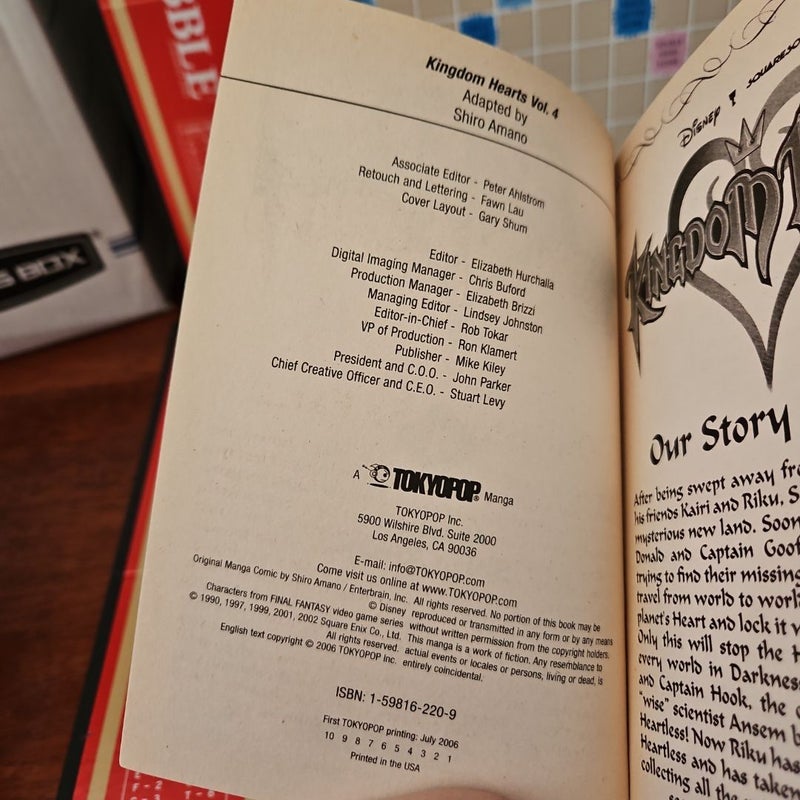 BBLE
S BOX
Kingdom Hearts Vol. 4
Adapted by
Shiro Amano
Associate Editor - Peter Ahlstrom
Retouch and Lettering - Fawn Lau
Cover Layout - Gary Shum
Editor - Elizabeth Hurchalla
Digital Imaging Manager - Chris Buford
Production Manager - Elizabeth Brizzi
Managing Editor - Lindsey Johnston
Editor-in-Chief - Rob Tokar
VP of Production - Ron Klamert
Publisher - Mike Kiley
President and C.O.O. - John Parker
Chief Creative Officer and C.E.O. - Stuart Levy
A TOKYOPOP® Manga
TOKYOPOP Inc.
5900 Wilshire Blvd. Suite 2000
Los Angeles, CA 90036
E-mail: info@TOKYOPOP.com
Come visit us online at www.TOKYOPOP.com
Original Manga Comic by Shiro Amano / Enterbrain, Inc.
© Disney
Characters from FINAL FANTASY video game series
© 1990, 1997, 1999, 2001, 2002 Square Enix Co., Ltd.
All rights reserved.
English text copyright © 2006 TOKYOPOP Inc.
All rights reserved. No portion of this book may be
reproduced or transmitted in any form or by any means
without written permission from the copyright holders.
This manga is a work of fiction. Any resemblance to
actual events or locales or persons, living or dead, is
entirely coincidental.
ISBN: 1-59816-220-9
First TOKYOPOP printing: July 2006
10 9 8 7 6 5 4 3 2 1
Printed in the USA
Disney SQUARESO
KINGDOM
Our Story
After being swept away fro
his friends Kairi and Riku, S
mysterious new land. Soon
Donald and Captain Goof
trying to find their missing
travel from world to worl
planet's Heart and lock it
Only this will stop the H
every world in Darkness
and Captain Hook, the
"wise" scientist Ansem b
Heartless! Now Riku has
Heartless and has taken
collecting all the